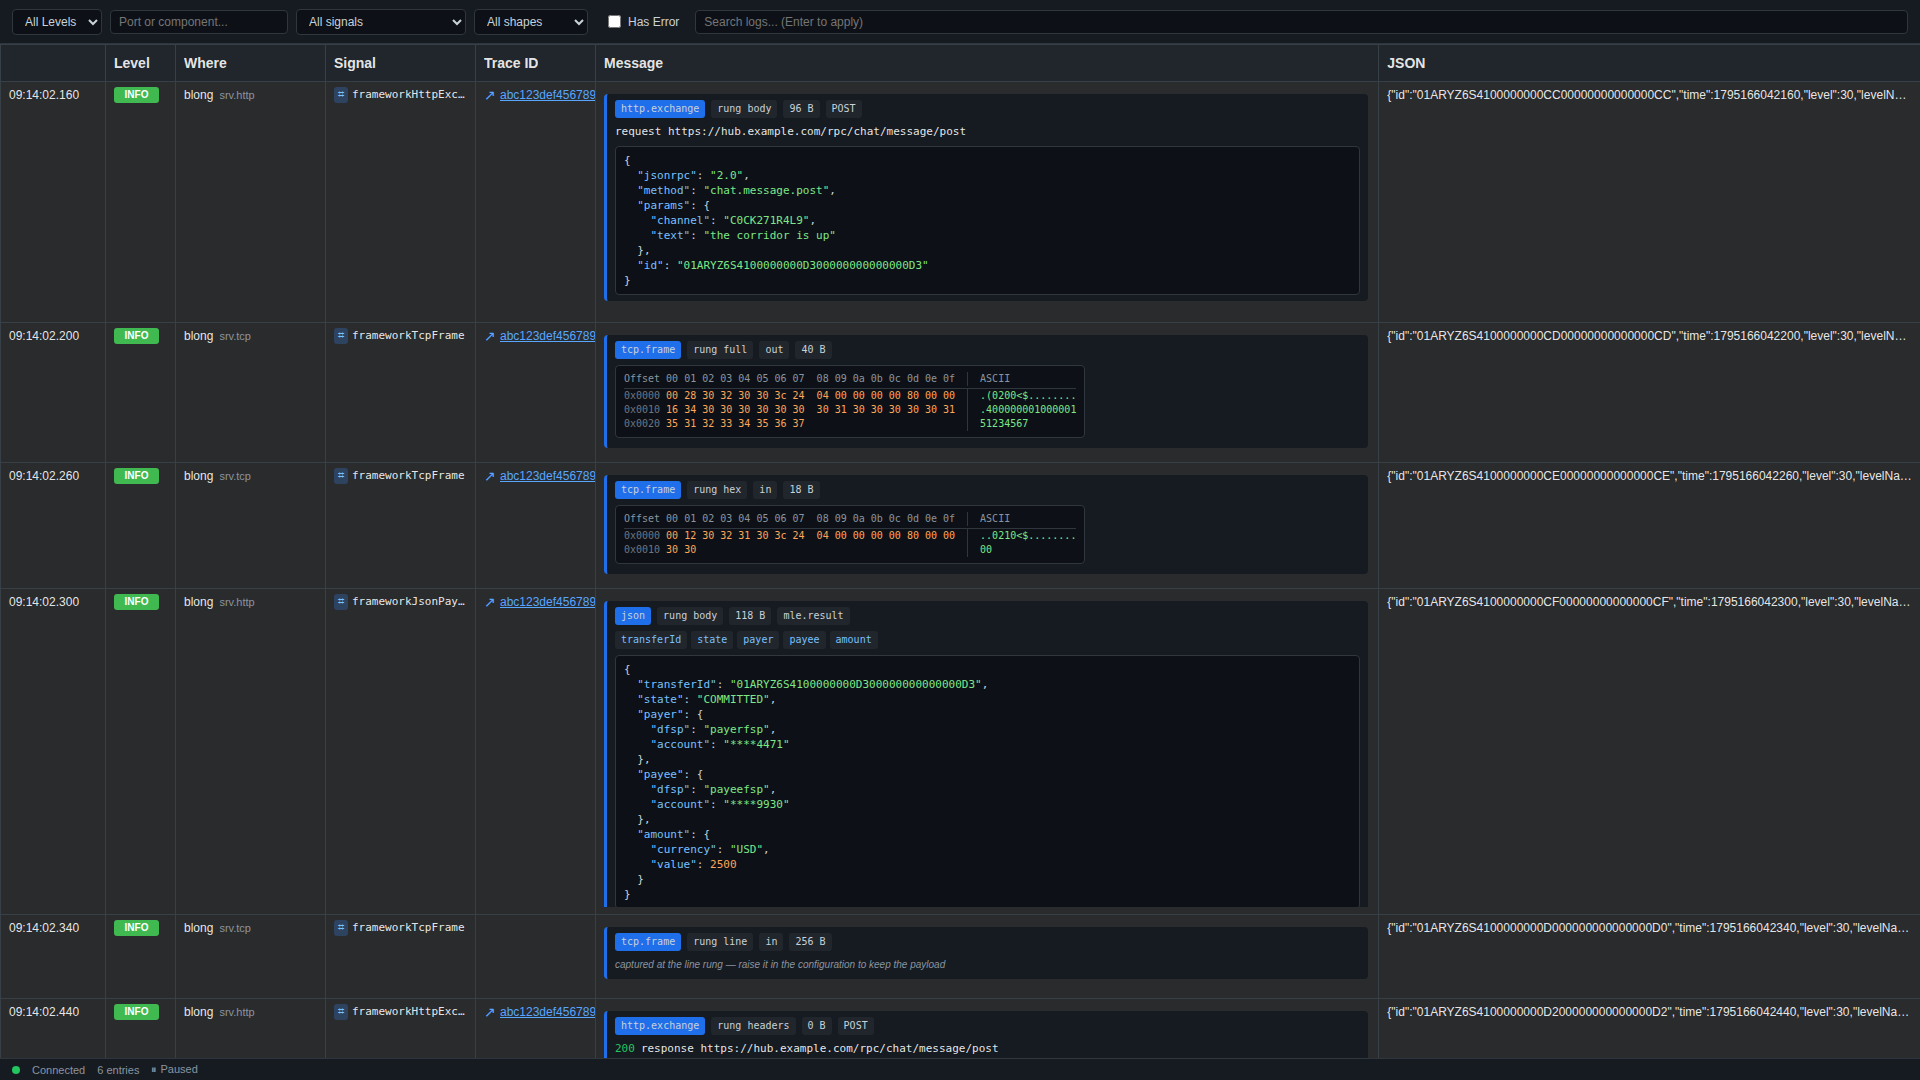 All Levels Port or component... All signals All shapes Has Error Search logs... (Enter to apply)
Level Where Signal Trace ID Message JSON
09:14:02.160 INFO blong srv.http frameworkHttpExc… abc123def456789 http.exchange rung body 96 B POST {"id":"01ARYZ6S4100000000CC00000000000000CC","time":1795166042160,"level":30,"levelN…
request https://hub.example.com/rpc/chat/message/post
{
"jsonrpc": "2.0",
"method": "chat.message.post",
"params": {
"channel": "C0CK271R4L9",
"text": "the corridor is up"
},
"id": "01ARYZ6S4100000000D300000000000000D3"
}
09:14:02.200 INFO blong srv.tcp frameworkTcpFrame abc123def456789 tcp.frame rung full out 40 B {"id":"01ARYZ6S4100000000CD00000000000000CD","time":1795166042200,"level":30,"levelN…
Offset 00 01 02 03 04 05 06 07 08 09 0a 0b 0c 0d 0e 0f ASCII
0x0000 00 28 30 32 30 30 3c 24 04 00 00 00 00 80 00 00 .(0200<$........
0x0010 16 34 30 30 30 30 30 30 30 31 30 30 30 30 30 31 .400000001000001
0x0020 35 31 32 33 34 35 36 37 51234567
09:14:02.260 INFO blong srv.tcp frameworkTcpFrame abc123def456789 tcp.frame rung hex in 18 B {"id":"01ARYZ6S4100000000CE00000000000000CE","time":1795166042260,"level":30,"levelNa…
Offset 00 01 02 03 04 05 06 07 08 09 0a 0b 0c 0d 0e 0f ASCII
0x0000 00 12 30 32 31 30 3c 24 04 00 00 00 00 80 00 00 ..0210<$........
0x0010 30 30 00
09:14:02.300 INFO blong srv.http frameworkJsonPay… abc123def456789 json rung body 118 B mle.result {"id":"01ARYZ6S4100000000CF00000000000000CF","time":1795166042300,"level":30,"levelNa…
transferId state payer payee amount
{
"transferId": "01ARYZ6S4100000000D300000000000000D3",
"state": "COMMITTED",
"payer": {
"dfsp": "payerfsp",
"account": "****4471"
},
"payee": {
"dfsp": "payeefsp",
"account": "****9930"
},
"amount": {
"currency": "USD",
"value": 2500
}
}
09:14:02.340 INFO blong srv.tcp frameworkTcpFrame tcp.frame rung line in 256 B {"id":"01ARYZ6S4100000000D000000000000000D0","time":1795166042340,"level":30,"levelNa…
captured at the line rung — raise it in the configuration to keep the payload
09:14:02.440 INFO blong srv.http frameworkHttpExc… abc123def456789 http.exchange rung headers 0 B POST {"id":"01ARYZ6S4100000000D200000000000000D2","time":1795166042440,"level":30,"levelNa…
200 response https://hub.example.com/rpc/chat/message/post
Connected 6 entries Paused